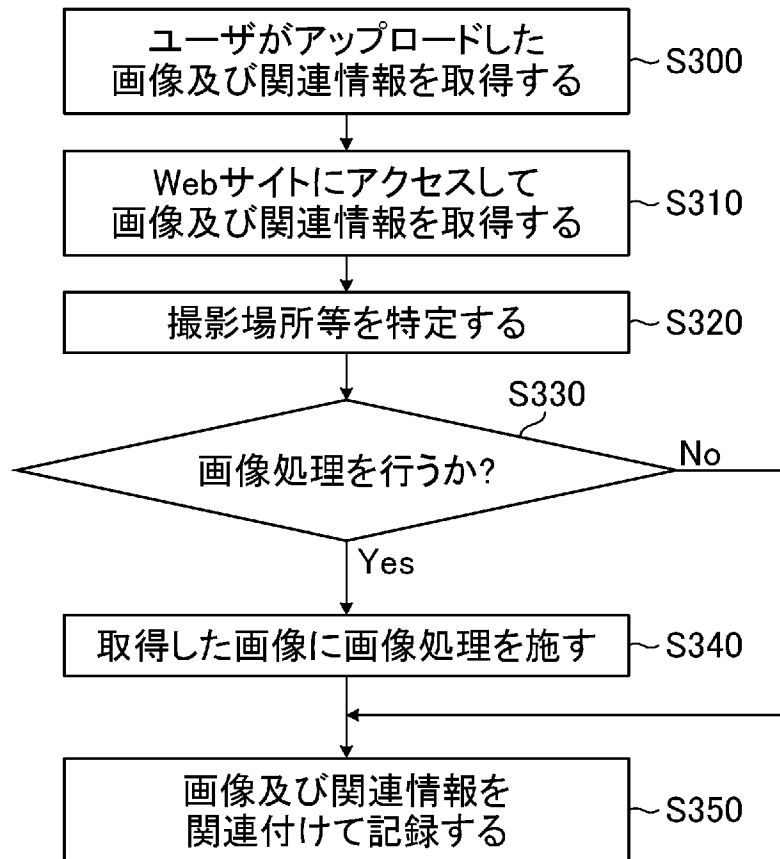 ユーザがアップロードした
画像及び関連情報を取得する
S300
Webサイトにアクセスして
画像及び関連情報を取得する
S310
撮影場所等を特定する
S320
S330
画像処理を行うか?
No
Yes
取得した画像に画像処理を施す
S340
画像及び関連情報を
関連付けて記録する
S350